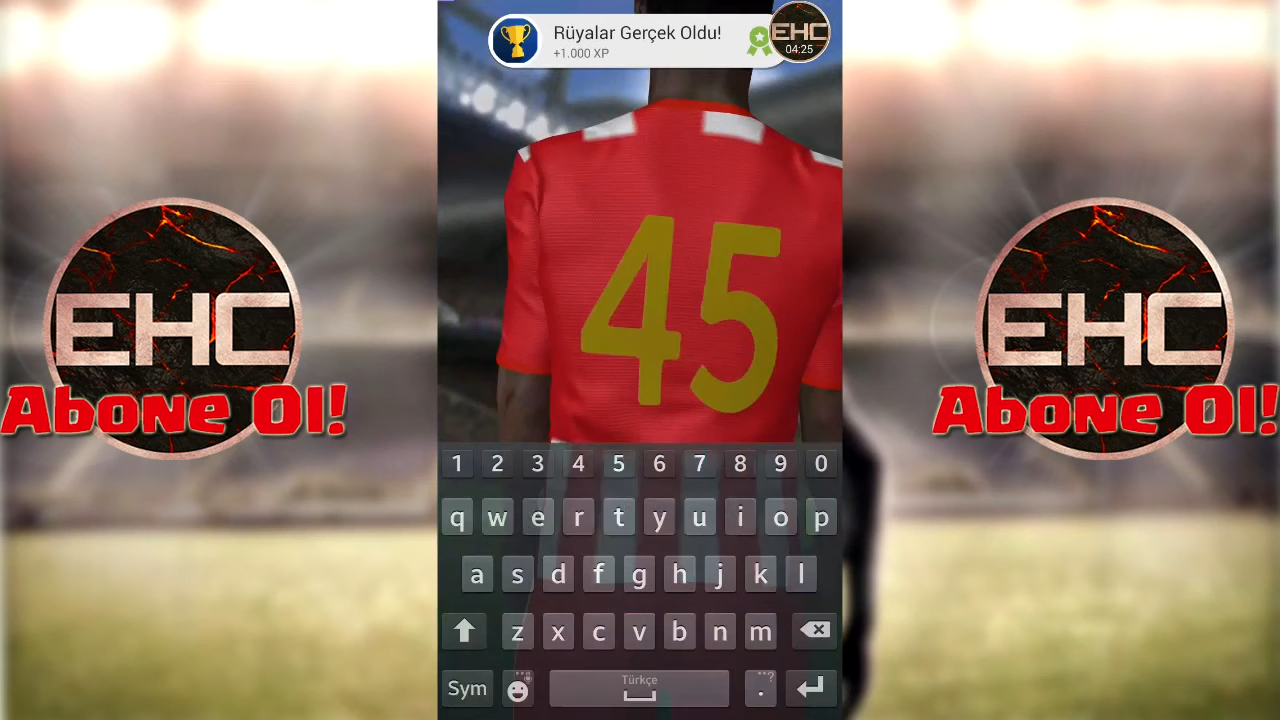 Rüyalar Gerçek Oldu!
+1.000 XP
EHC
04:25
45
EHC
Abone Ol!
EHC
Abone Ol!
1 2 3 4 5 6 7 8 9 0
q w e r t y u i o p
a s d f g h j k l
z x c v b n m
Sym
Türkçe
. ...?